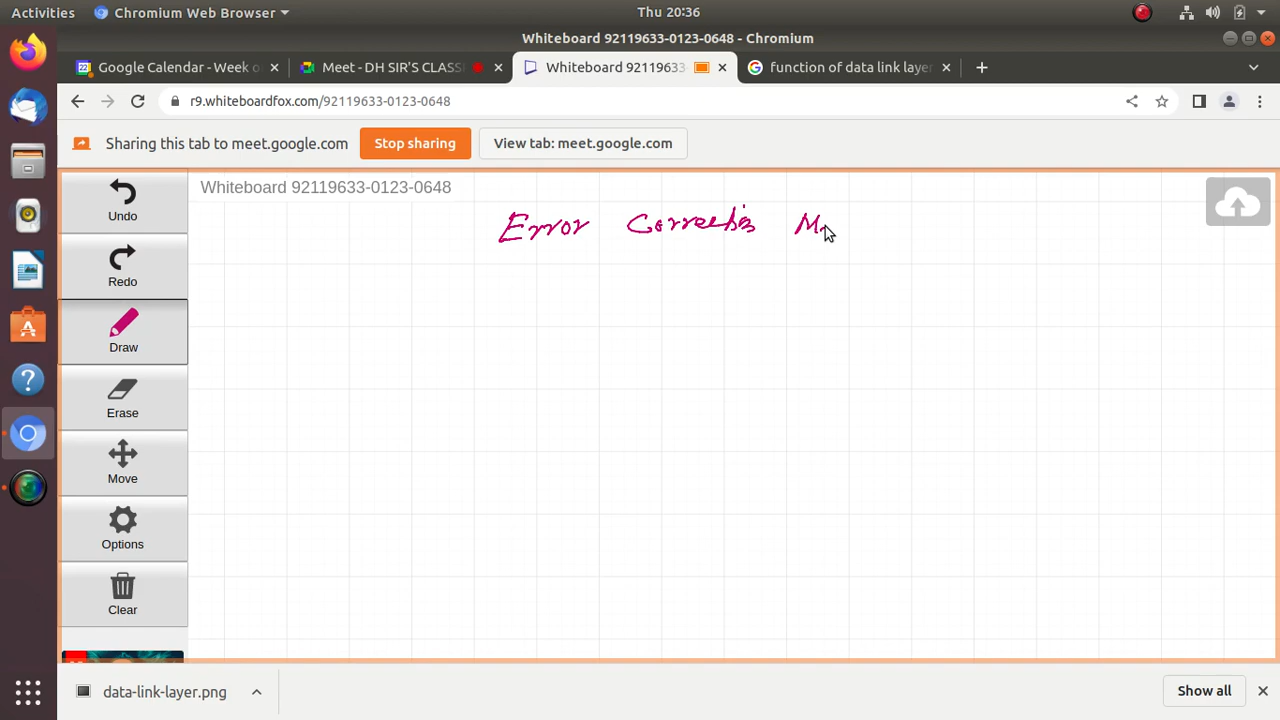 Activities Chromium Web Browser Thu 20:36
Whiteboard 92119633-0123-0648 - Chromium
Google Calendar - Week o Meet - DH SIR'S CLASS Whiteboard 92119633 function of data link layer
r9.whiteboardfox.com/92119633-0123-0648
Sharing this tab to meet.google.com Stop sharing View tab: meet.google.com
Whiteboard 92119633-0123-0648
Error Correction
Undo
Redo
Draw
Erase
Move
Options
Clear
data-link-layer.png Show all